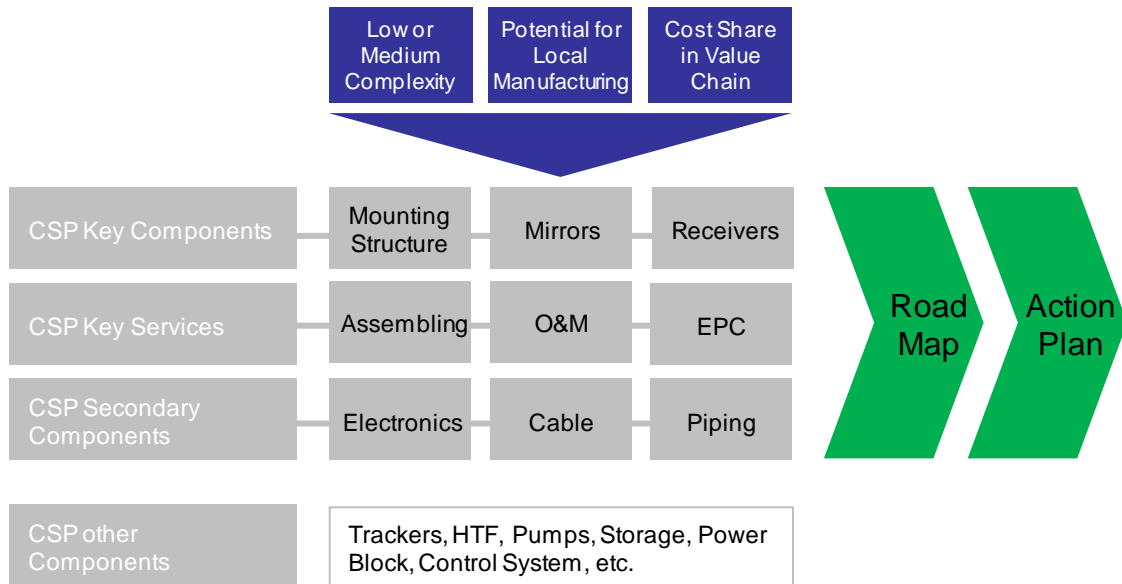 Low or
Medium
Complexity
Potential for
Local
Manufacturing
Cost Share
in Value
Chain
CSP Key Components
Mounting
Structure
Mirrors
Receivers
CSP Key Services
Assembling
O&M
EPC
CSP Secondary
Components
Electronics
Cable
Piping
Road
Map
Action
Plan
CSP other
Components
Trackers, HTF, Pumps, Storage, Power
Block, Control System, etc.